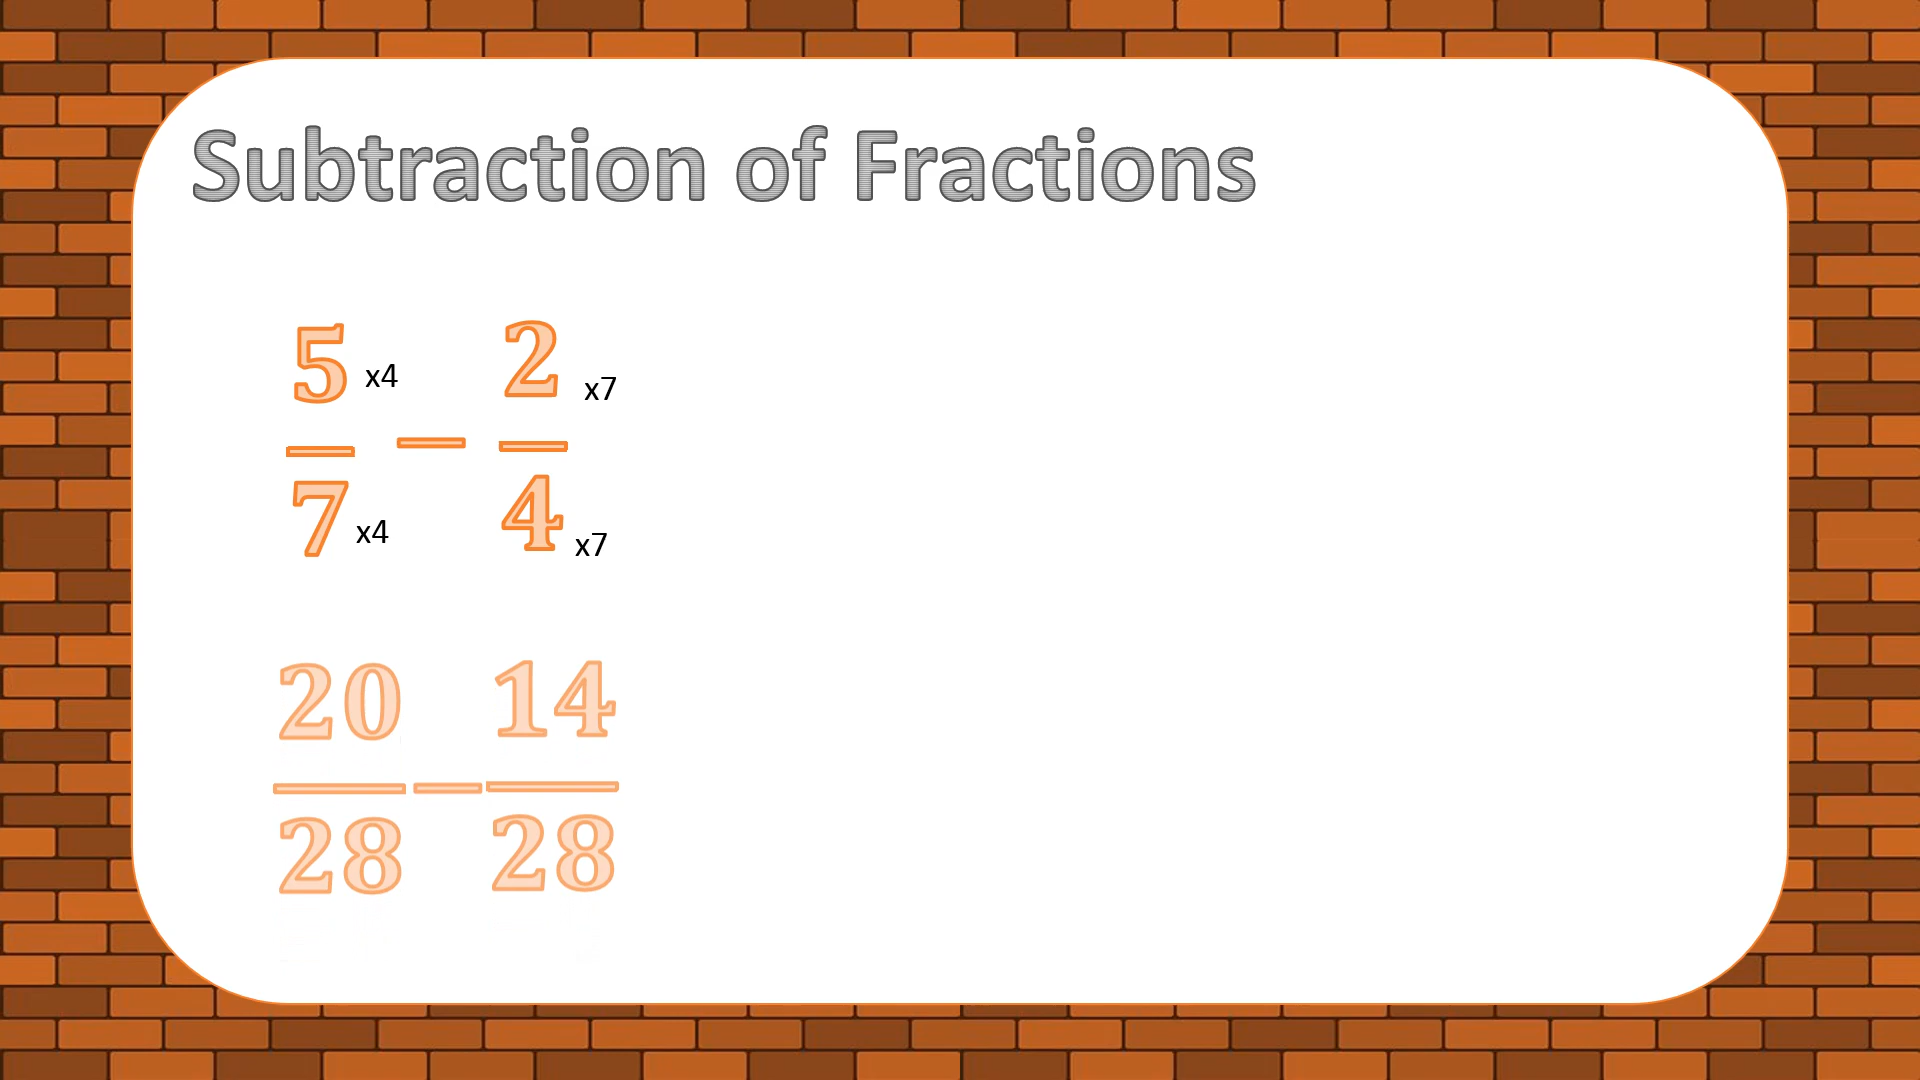 Subtraction of Fractions
5 x4 2 x7
— — —
7 x4 4 x7
20 14
— — —
28 28